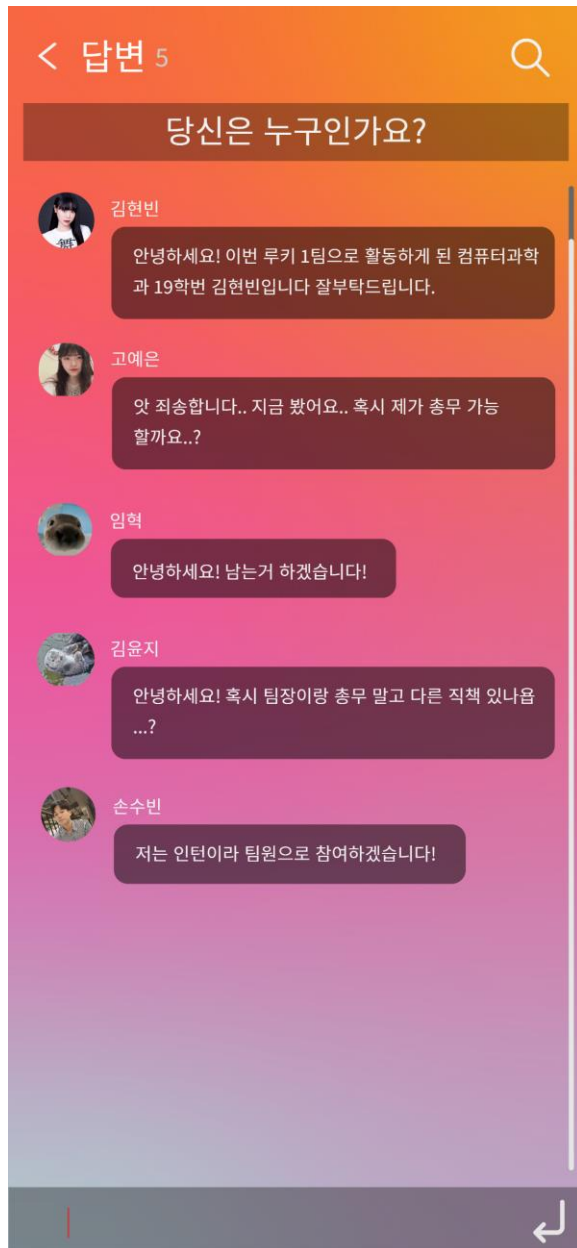 답변 5
당신은 누구인가요?
김현빈
안녕하세요! 이번 루키 1팀으로 활동하게 된 컴퓨터과학
과 19학번 김현빈입니다 잘부탁드립니다.
고예은
앗 죄송합니다.. 지금 봤어요.. 혹시 제가 총무 가능
할까요..?
임혁
안녕하세요! 남는거 하겠습니다!
김윤지
안녕하세요! 혹시 팀장이랑 총무 말고 다른 직책 있나욥
...?
손수빈
저는 인턴이라 팀원으로 참여하겠습니다!